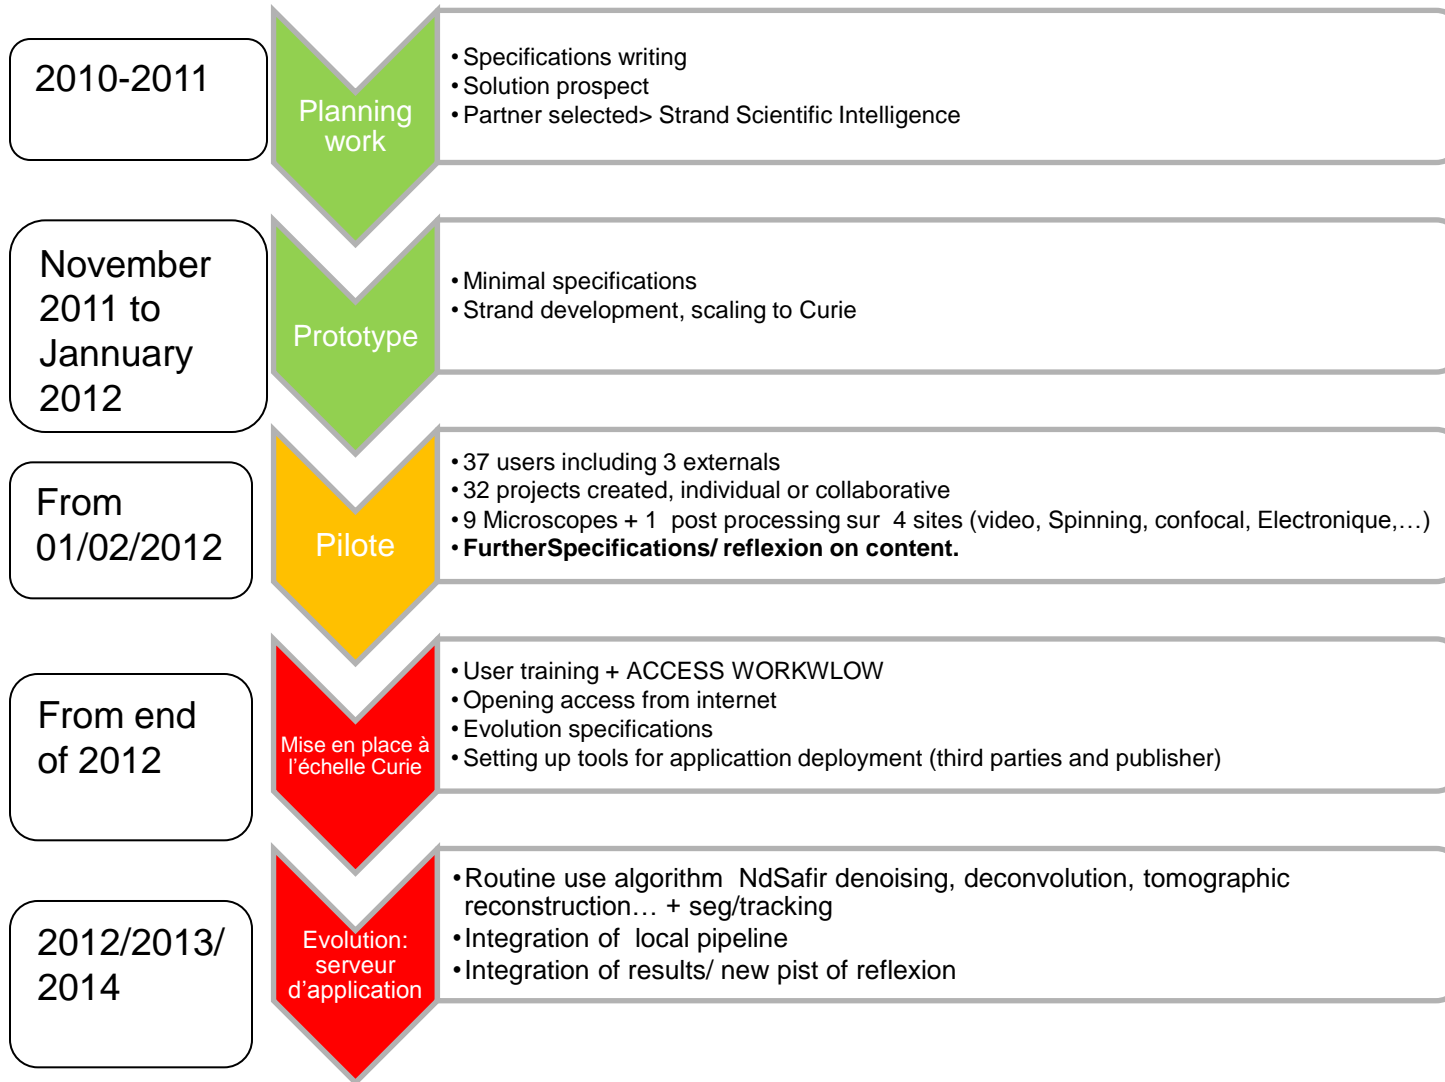 2010-2011
Planning
work
• Specifications writing
• Solution prospect
• Partner selected> Strand Scientific Intelligence
November
2011 to
Jannuary
2012
Prototype
• Minimal specifications
• Strand development, scaling to Curie
From
01/02/2012
Pilote
• 37 users including 3 externals
• 32 projects created, individual or collaborative
• 9 Microscopes + 1 post processing sur 4 sites (video, Spinning, confocal, Electronique,…)
• FurtherSpecifications/ reflexion on content.
From end
of 2012
Mise en place à
l'échelle Curie
• User training + ACCESS WORKWLOW
• Opening access from internet
• Evolution specifications
• Setting up tools for applicattion deployment (third parties and publisher)
2012/2013/
2014
Evolution:
serveur
d'application
• Routine use algorithm NdSafir denoising, deconvolution, tomographic
reconstruction… + seg/tracking
• Integration of local pipeline
• Integration of results/ new pist of reflexion